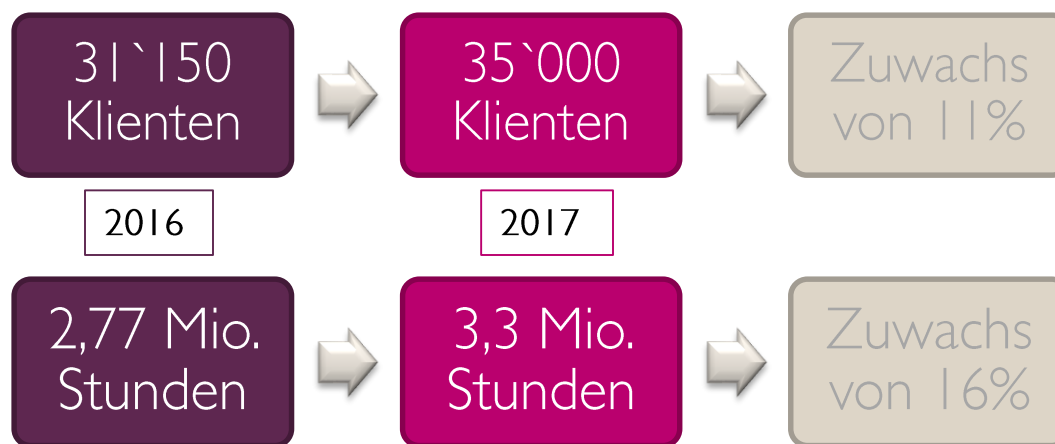 31`150
Klienten
35`000
Klienten
Zuwachs
von 11%
2016
2017
2,77 Mio.
Stunden
3,3 Mio.
Stunden
Zuwachs
von 16%